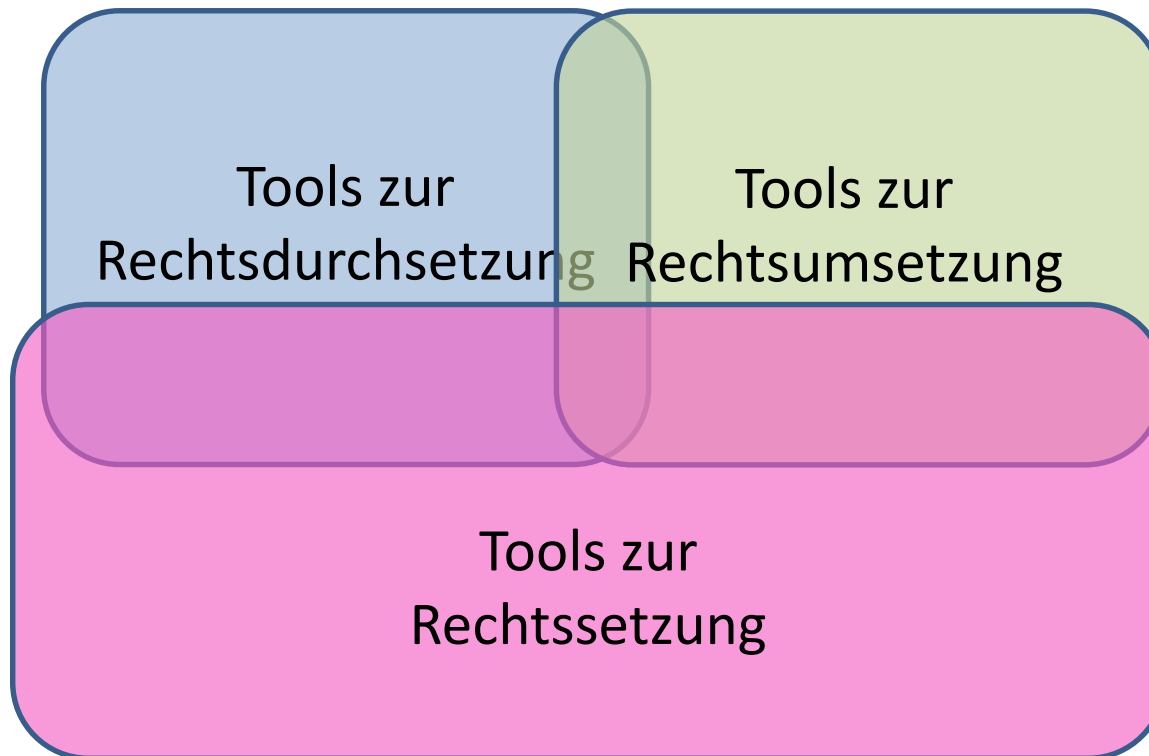 Tools zur
Rechtsdurchsetzung
Tools zur
Rechtsumsetzung
Tools zur
Rechtssetzung